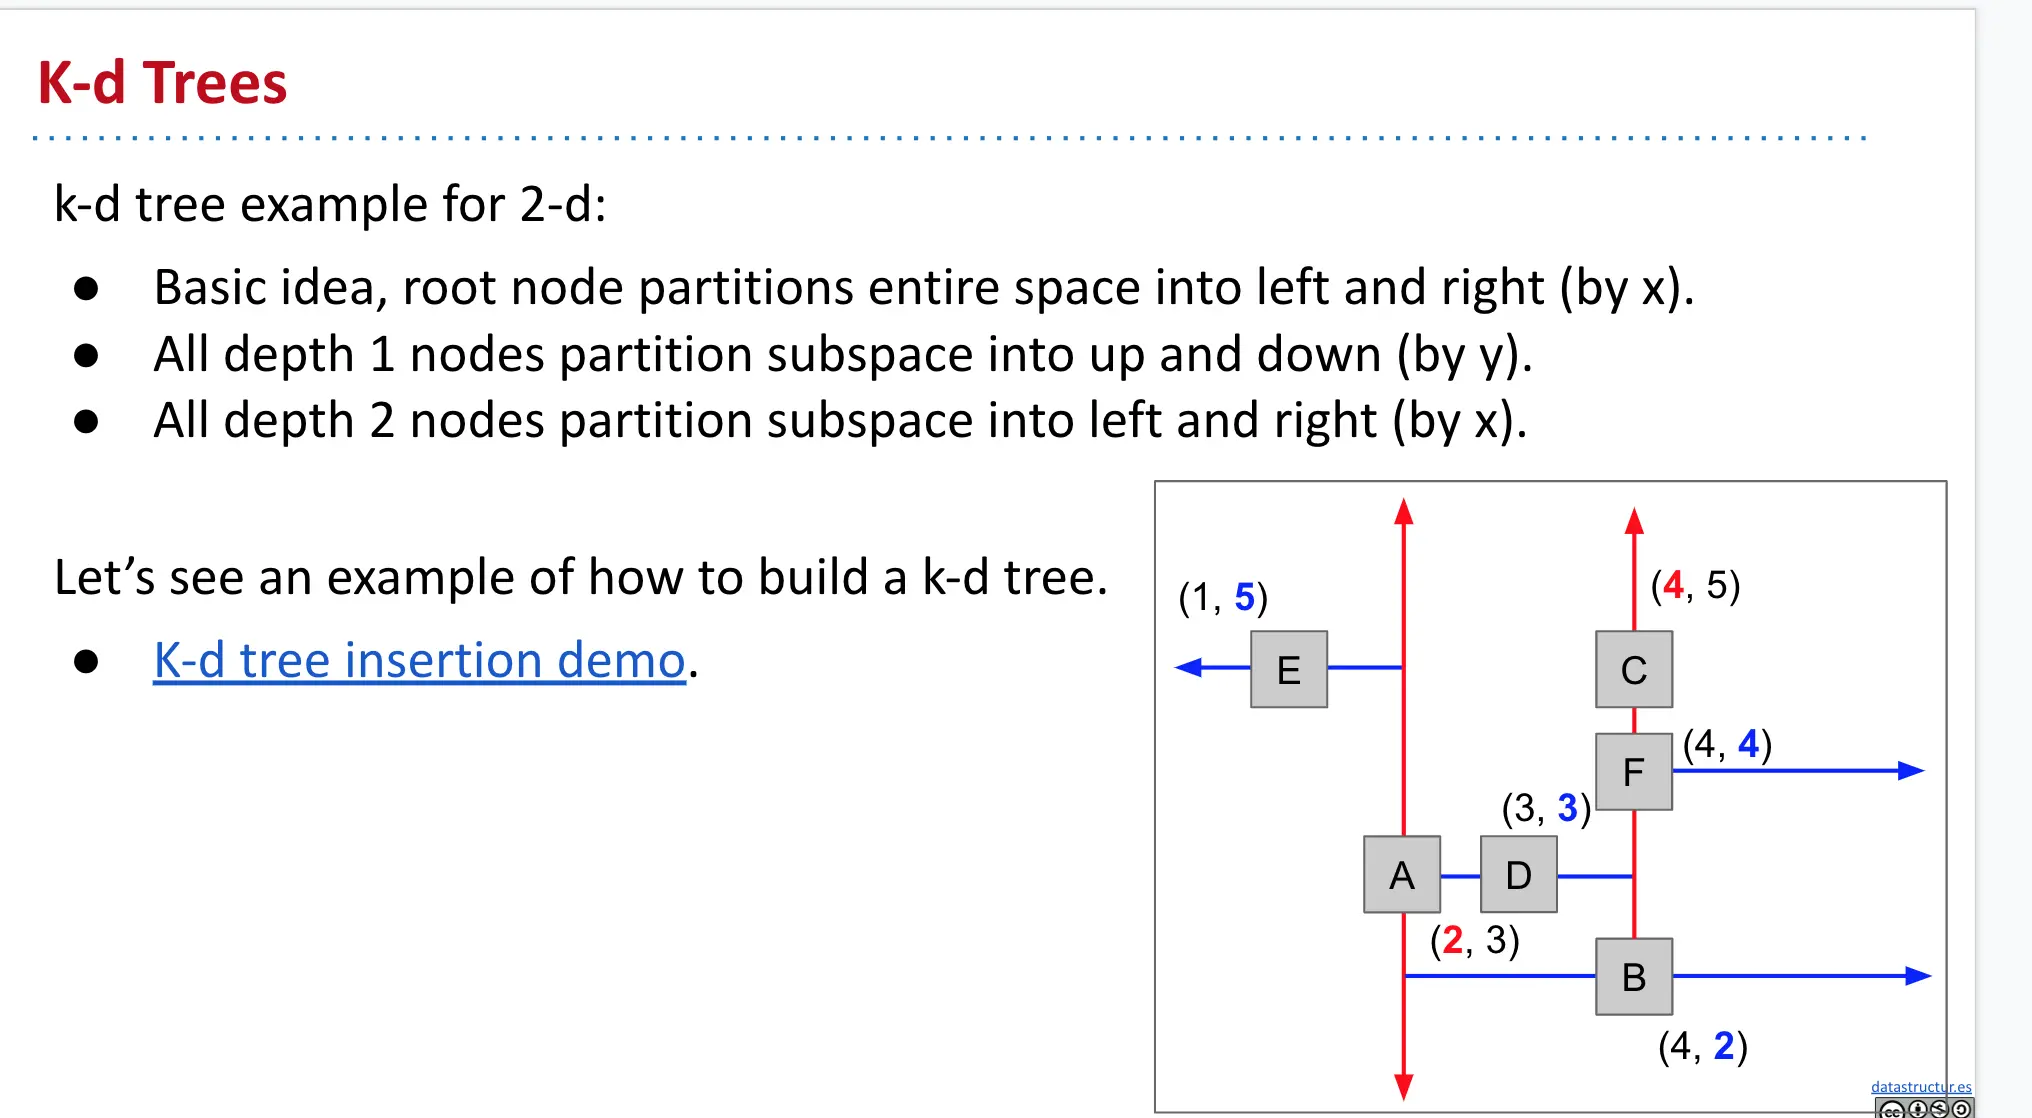 K-d Trees
k-d tree example for 2-d:
● Basic idea, root node partitions entire space into left and right (by x).
● All depth 1 nodes partition subspace into up and down (by y).
● All depth 2 nodes partition subspace into left and right (by x).
Let’s see an example of how to build a k-d tree.
● K-d tree insertion demo.
(1, 5)
(4, 5)
E
C
(4, 4)
F
(3, 3)
A
D
(2, 3)
B
(4, 2)
datastructur.es
cc